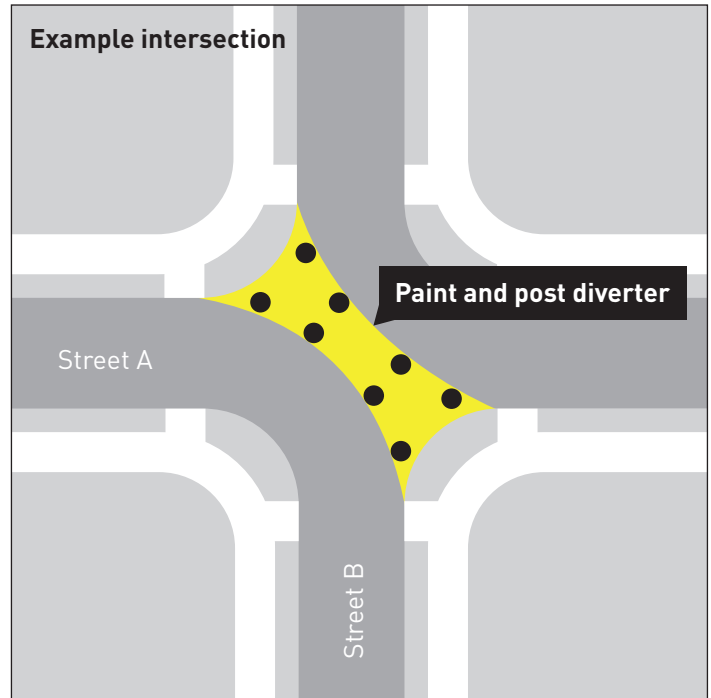 Example intersection
Paint and post diverter
Street A
Street B